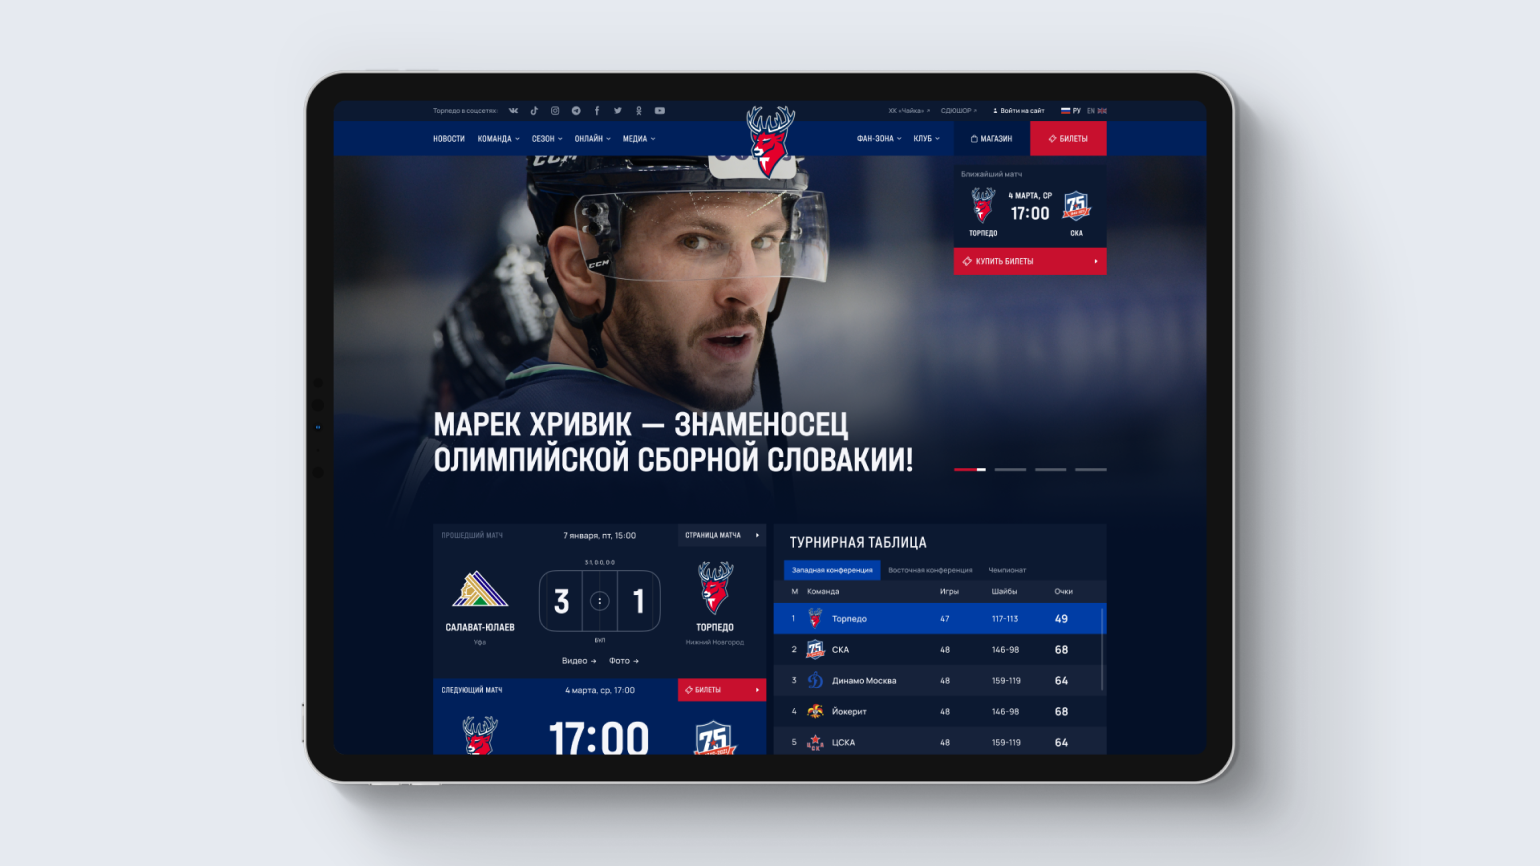 Торпедо в соцсетях:
ХК «Чайка»
СДЮШОР
Войти на сайт
РУ
EN
НОВОСТИ
КОМАНДА
СЕЗОН
ОНЛАЙН
МЕДИА
ФАН-ЗОНА
КЛУБ
МАГАЗИН
БИЛЕТЫ
CCM
CCM
Ближайший матч
4 МАРТА, СР
17:00
75
ТОРПЕДО
СКА
КУПИТЬ БИЛЕТЫ
МАРЕК ХРИВИК — ЗНАМЕНОСЕЦ
ОЛИМПИЙСКОЙ СБОРНОЙ СЛОВАКИИ!
ПРОШЕДШИЙ МАТЧ
7 января, пт, 15:00
СТРАНИЦА МАТЧА
3:1, 0:0, 0:0
3 : 1
САЛАВАТ-ЮЛАЕВ
Уфа
ТОРПЕДО
Нижний Новгород
БУЛ
Видео
Фото
СЛЕДУЮЩИЙ МАТЧ
4 марта, ср, 17:00
БИЛЕТЫ
17:00
75
ТУРНИРНАЯ ТАБЛИЦА
Западная конференция
Восточная конференция
Чемпионат
М Команда Игры Шайбы Очки
1 Торпедо 47 117-113 49
2 СКА 48 146-98 68
3 Динамо Москва 48 159-119 64
4 Йокерит 48 146-98 68
5 ЦСКА 48 159-119 64